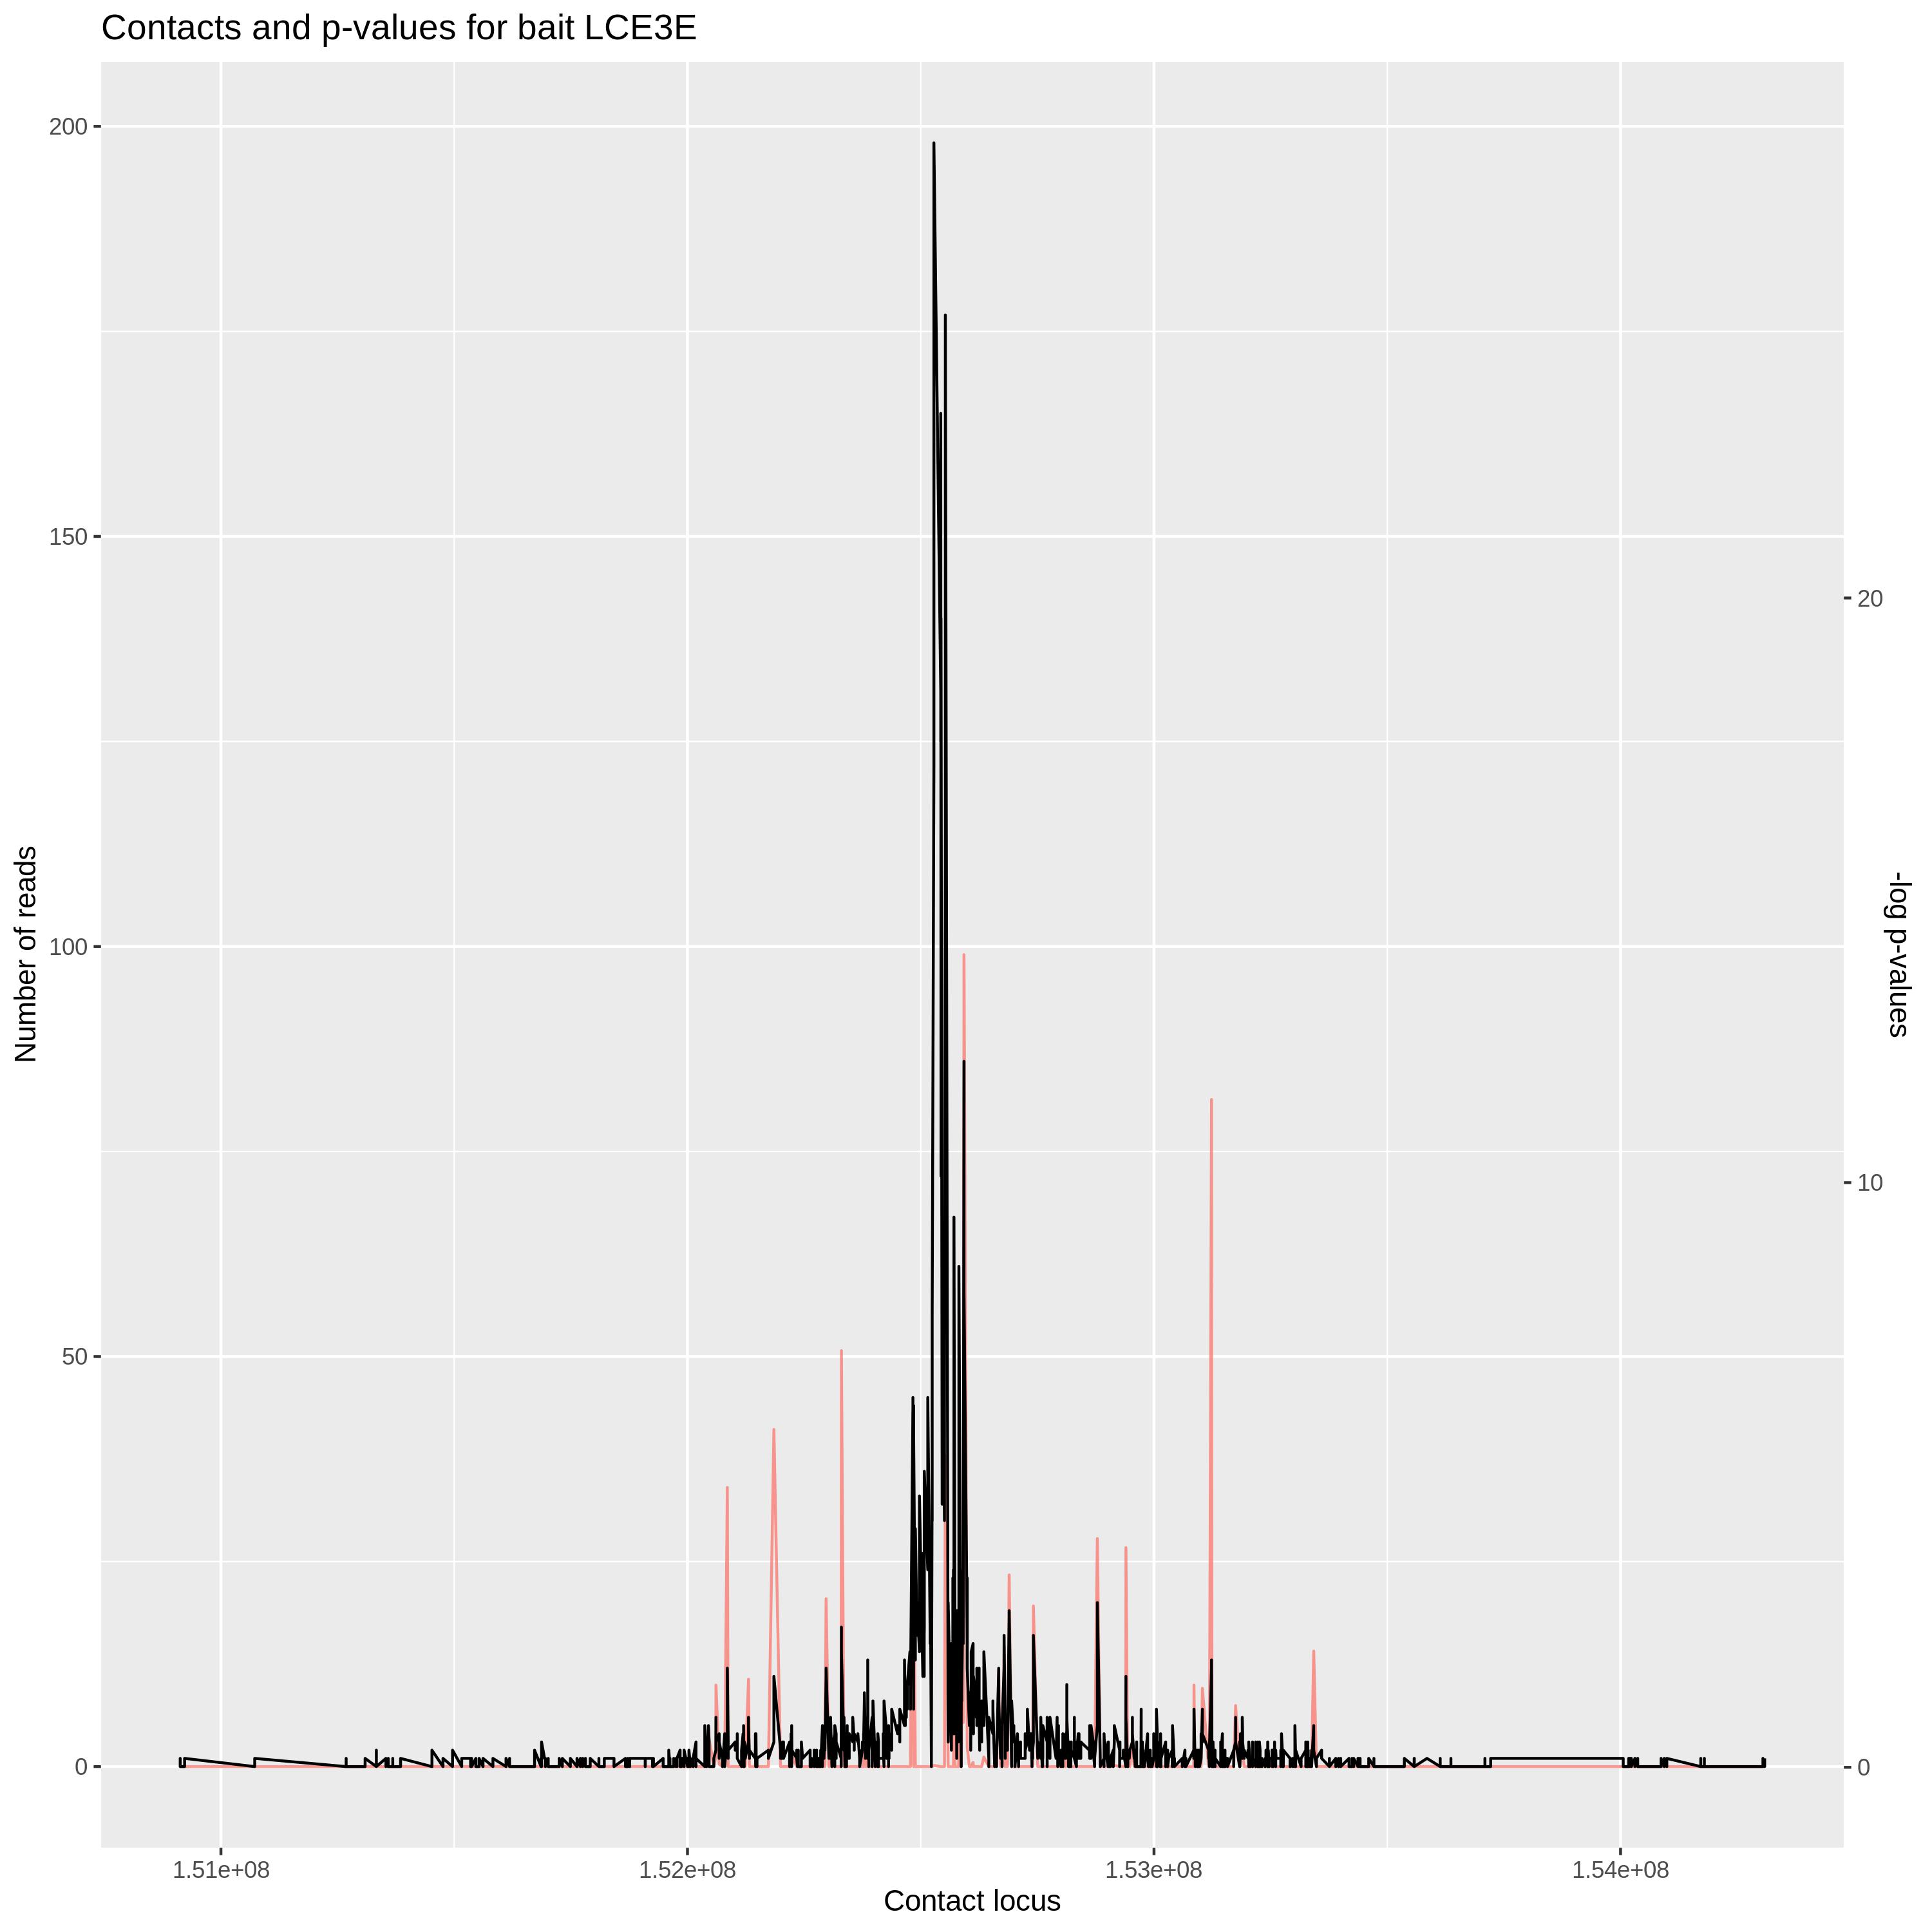 Contacts and p-values for bait LCE3E
200
150
100
50
0
Number of reads
20
10
0
-log p-values
1.51e+08
1.52e+08
1.53e+08
1.54e+08
Contact locus